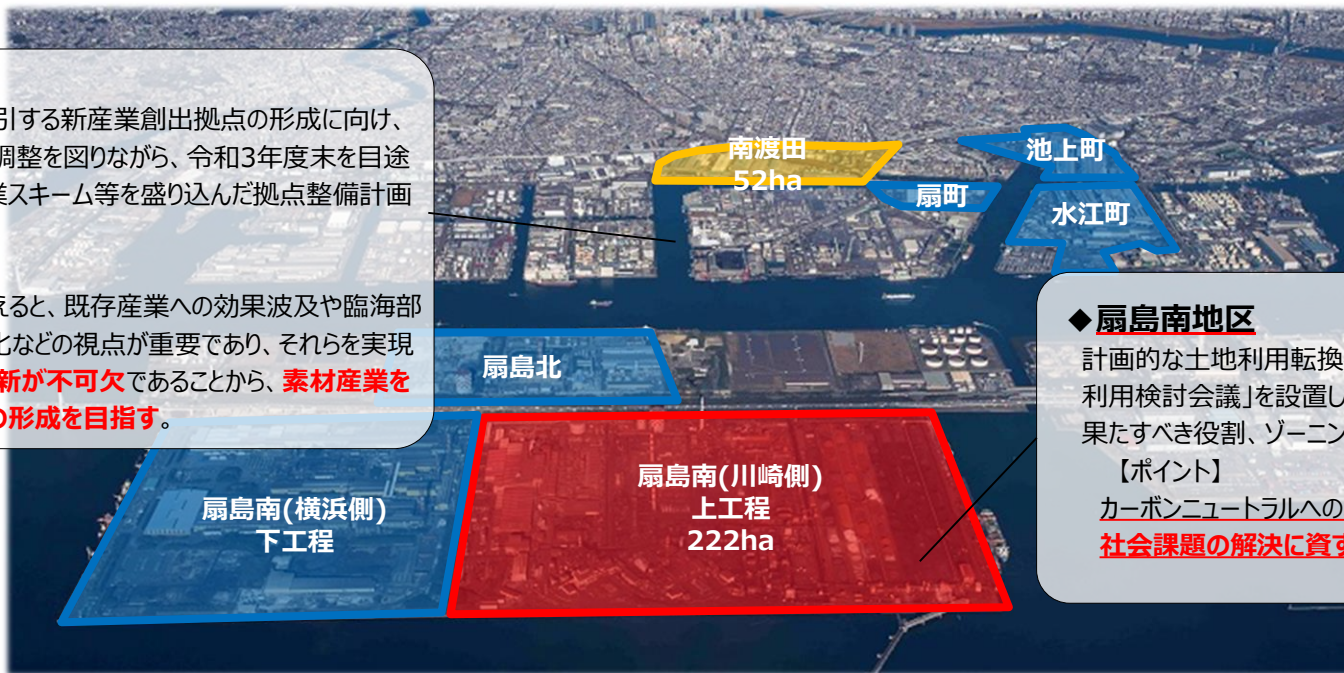 引する新産業創出拠点の形成に向け、
調整を図りながら、令和3年度末を目途
業スキーム等を盛り込んだ拠点整備計画
えると、既存産業への効果波及や臨海部
化などの視点が重要であり、それらを実現
新が不可欠であることから、素材産業を
の形成を目指す。
南渡田
52ha
池上町
扇町
水江町
扇島北
扇島南(横浜側)
下工程
扇島南(川崎側)
上工程
222ha
◆扇島南地区
計画的な土地利用転換
利用検討会議」を設置し
果たすべき役割、ゾーニン
【ポイント】
カーボンニュートラルへの
社会課題の解決に資す